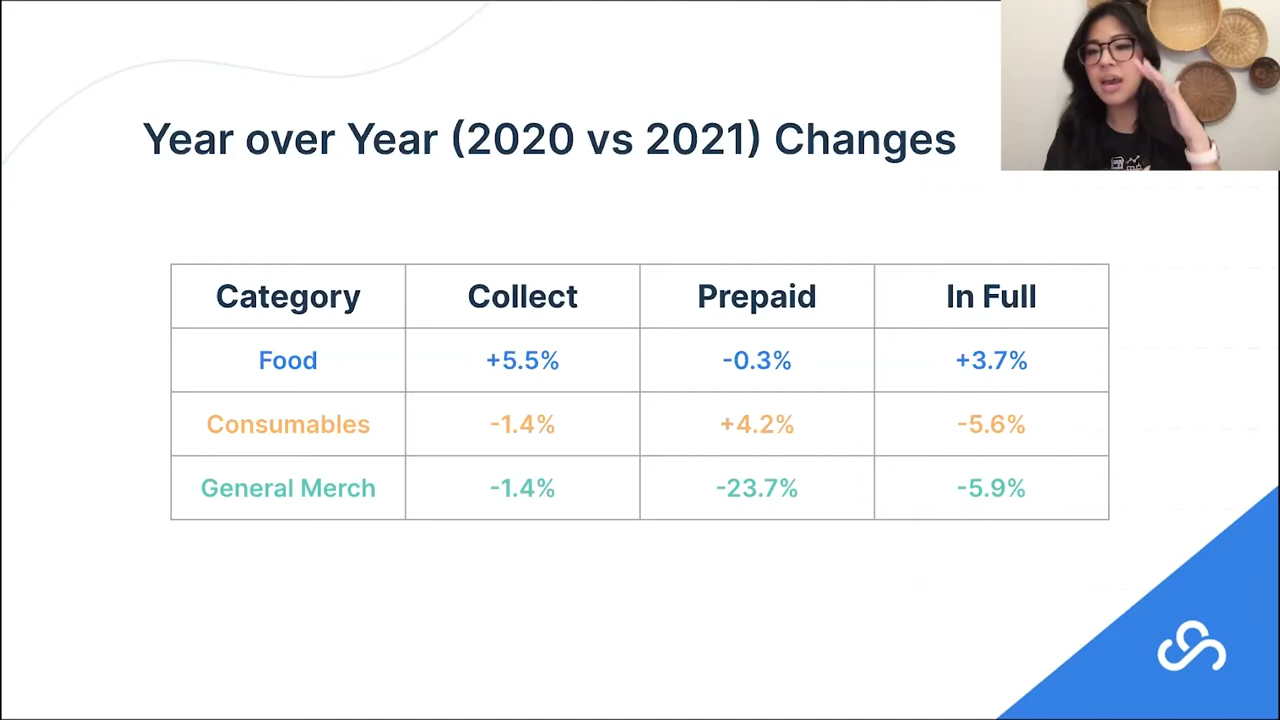 Year over Year (2020 vs 2021) Changes
Category Collect Prepaid In Full
Food +5.5% -0.3% +3.7%
Consumables -1.4% +4.2% -5.6%
General Merch -1.4% -23.7% -5.9%